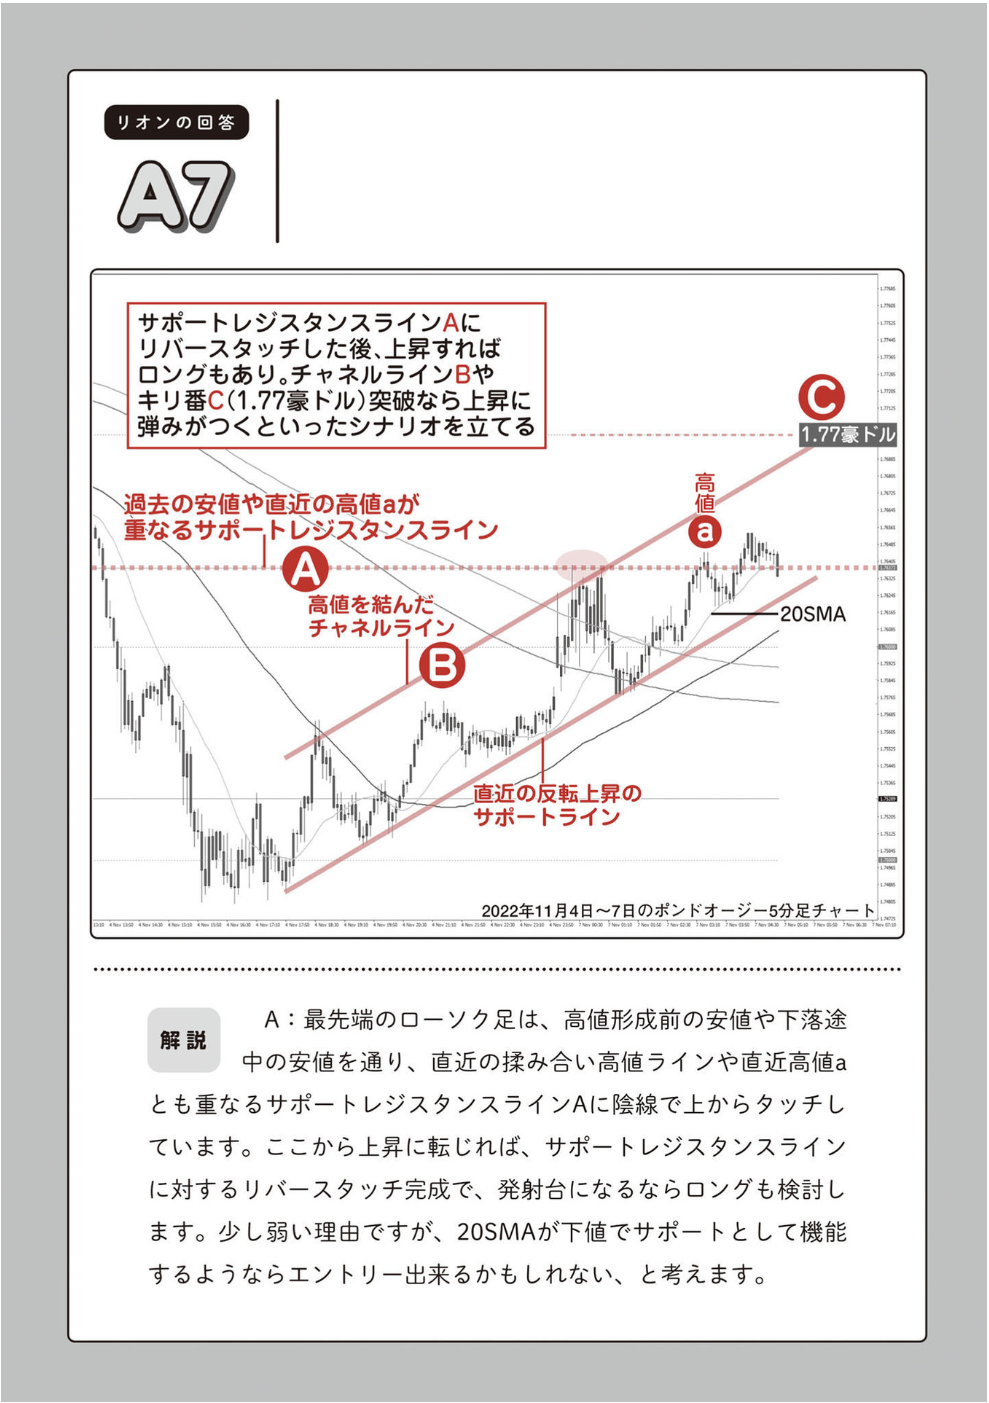 リオンの回答
A7
サポートレジスタンスラインAに
リバースタッチした後、上昇すれば
ロングもあり。チャネルラインBや
キリ番C(1.77豪ドル)突破なら上昇に
弾みがつくといったシナリオを立てる
C
1.77豪ドル
過去の安値や直近の高値aが
重なるサポートレジスタンスライン
高値
a
A
高値を結んだ
チャネルライン
B
20SMA
直近の反転上昇の
サポートライン
2022年11月4日〜7日のポンドオージー5分足チャート
解説
A：最先端のローソク足は、高値形成前の安値や下落途
中の安値を通り、直近の揉み合い高値ラインや直近高値a
とも重なるサポートレジスタンスラインAに陰線で上からタッチし
ています。ここから上昇に転じれば、サポートレジスタンスライン
に対するリバースタッチ完成で、発射台になるならロングも検討し
ます。少し弱い理由ですが、20SMAが下値でサポートとして機能
するようならエントリー出来るかもしれない、と考えます。